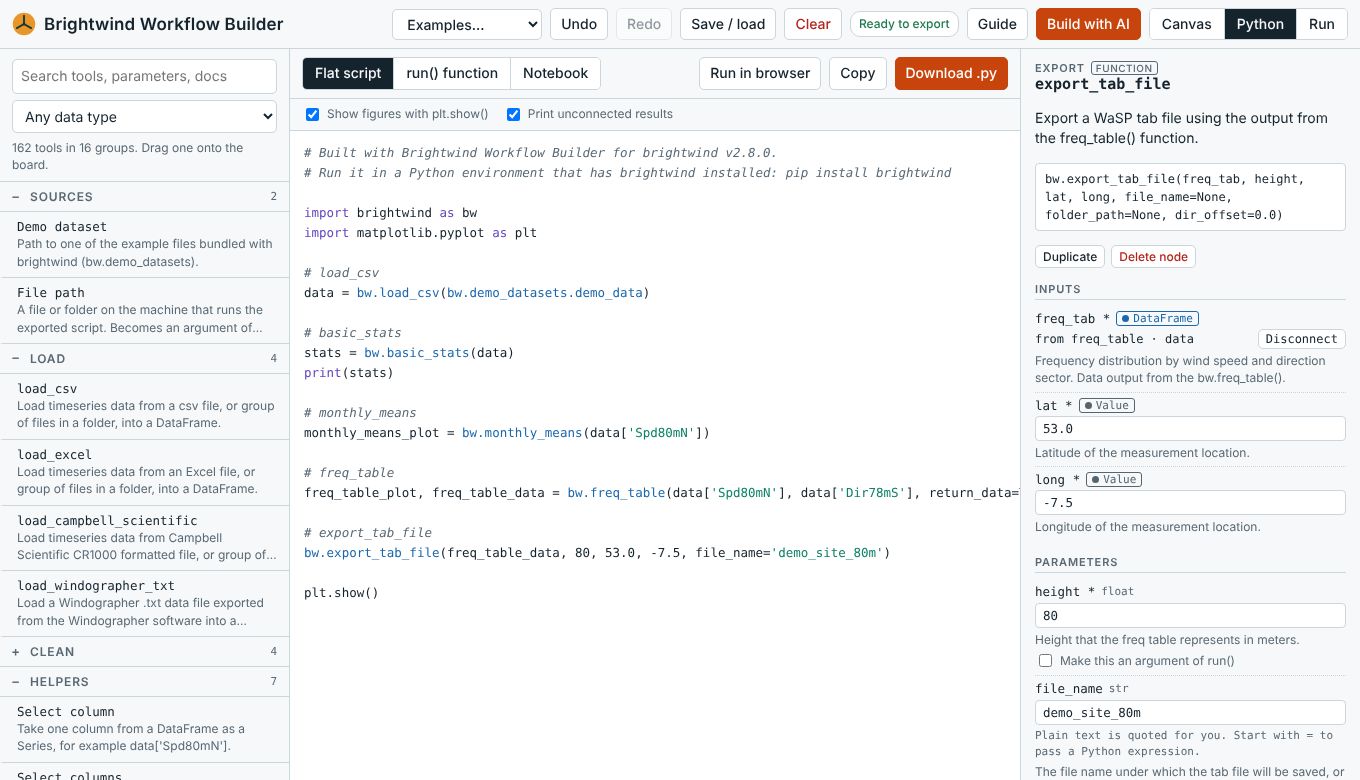 Brightwind Workflow Builder
Examples...
Undo
Redo
Save / load
Clear
Ready to export
Guide
Build with AI
Canvas
Python
Run
Search tools, parameters, docs
Any data type
162 tools in 16 groups. Drag one onto the
board.
− SOURCES 2
Demo dataset
Path to one of the example files bundled with
brightwind (bw.demo_datasets).
File path
A file or folder on the machine that runs the
exported script. Becomes an argument of…
− LOAD 4
load_csv
Load timeseries data from a csv file, or group
of files in a folder, into a DataFrame.
load_excel
Load timeseries data from an Excel file, or
group of files in a folder, into a DataFrame.
load_campbell_scientific
Load timeseries data from Campbell
Scientific CR1000 formatted file, or group of…
load_windographer_txt
Load a Windographer .txt data file exported
from the Windographer software into a…
+ CLEAN 4
− HELPERS 7
Select column
Take one column from a DataFrame as a
Series, for example data['Spd80mN'].
Select columns
Flat script
run() function
Notebook
Run in browser
Copy
Download .py
Show figures with plt.show()
Print unconnected results
# Built with Brightwind Workflow Builder for brightwind v2.8.0.
# Run it in a Python environment that has brightwind installed: pip install brightwind
import brightwind as bw
import matplotlib.pyplot as plt
# load_csv
data = bw.load_csv(bw.demo_datasets.demo_data)
# basic_stats
stats = bw.basic_stats(data)
print(stats)
# monthly_means
monthly_means_plot = bw.monthly_means(data['Spd80mN'])
# freq_table
freq_table_plot, freq_table_data = bw.freq_table(data['Spd80mN'], data['Dir78mS'], return_data=
# export_tab_file
bw.export_tab_file(freq_table_data, 80, 53.0, -7.5, file_name='demo_site_80m')
plt.show()
EXPORT FUNCTION
export_tab_file
Export a WaSP tab file using the output from
the freq_table() function.
bw.export_tab_file(freq_tab, height,
lat, long, file_name=None,
folder_path=None, dir_offset=0.0)
Duplicate
Delete node
INPUTS
freq_tab * DataFrame
from freq_table · data
Disconnect
Frequency distribution by wind speed and direction
sector. Data output from the bw.freq_table().
lat * Value
53.0
Latitude of the measurement location.
long * Value
-7.5
Longitude of the measurement location.
PARAMETERS
height * float
80
Height that the freq table represents in meters.
Make this an argument of run()
file_name str
demo_site_80m
Plain text is quoted for you. Start with = to
pass a Python expression.
The file name under which the tab file will be saved, or